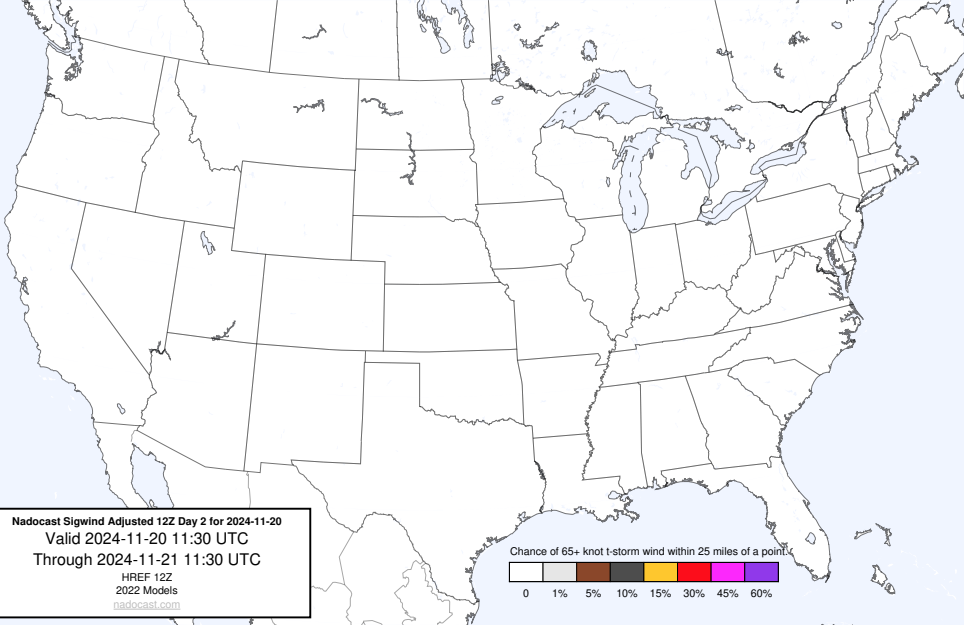 Nadocast Sigwind Adjusted 12Z Day 2 for 2024-11-20
Valid 2024-11-20 11:30 UTC
Through 2024-11-21 11:30 UTC
HREF 12Z
2022 Models
nadocast.com
Chance of 65+ knot t-storm wind within 25 miles of a point.
0 1% 5% 10% 15% 30% 45% 60%